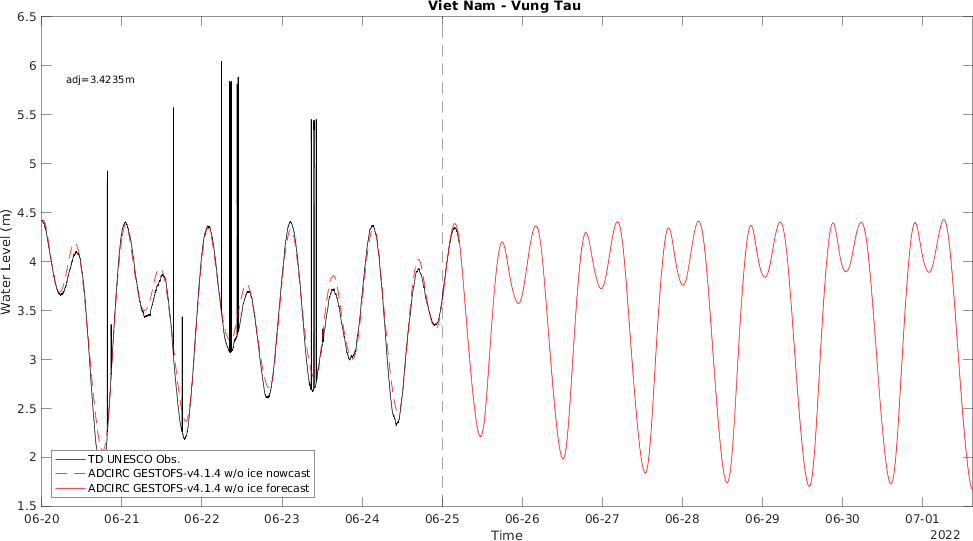 Viet Nam - Vung Tau
6.5
6
5.5
5
4.5
4
3.5
3
2.5
2
1.5
Water Level (m)
adj=3.4235m
TD UNESCO Obs.
ADCIRC GESTOFS-v4.1.4 w/o ice nowcast
ADCIRC GESTOFS-v4.1.4 w/o ice forecast
06-20 06-21 06-22 06-23 06-24 06-25 06-26 06-27 06-28 06-29 06-30 07-01
2022
Time